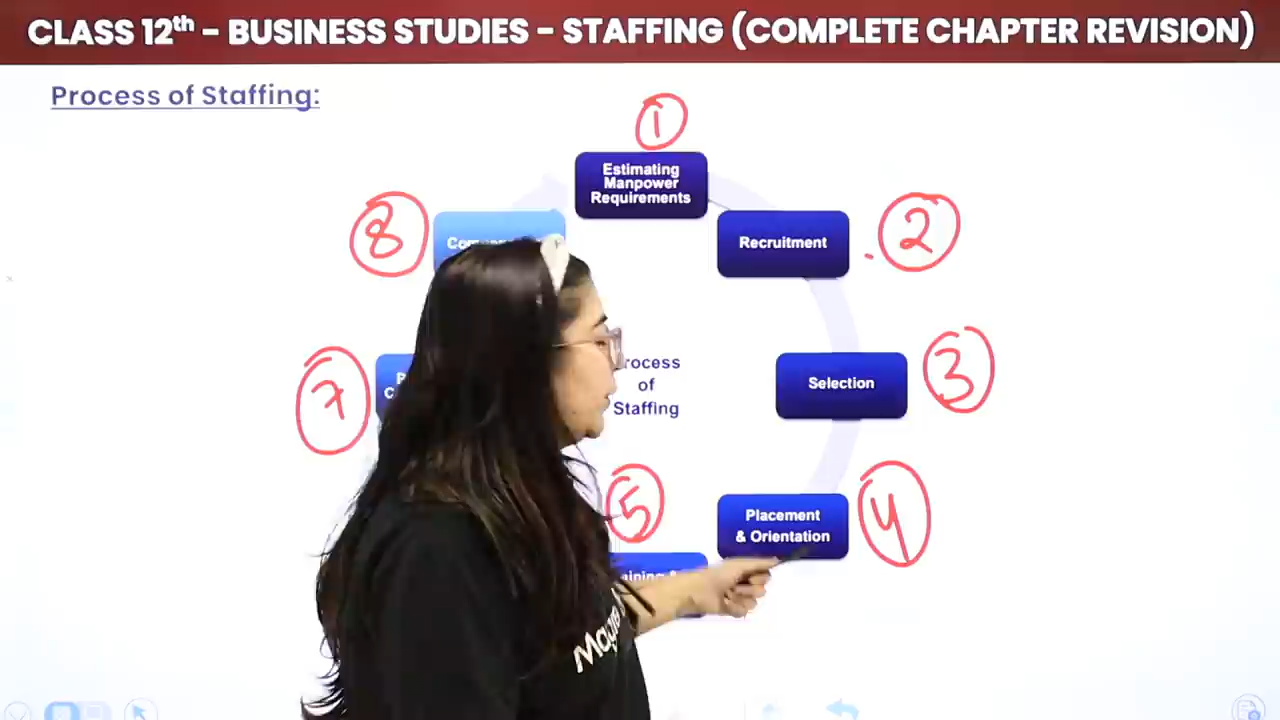 CLASS 12th - BUSINESS STUDIES - STAFFING (COMPLETE CHAPTER REVISION)
Process of Staffing:
1
Estimating
Manpower
Requirements
8
Recruitment
2
rocess
of
Staffing
7
Selection
3
5
Placement
& Orientation
4